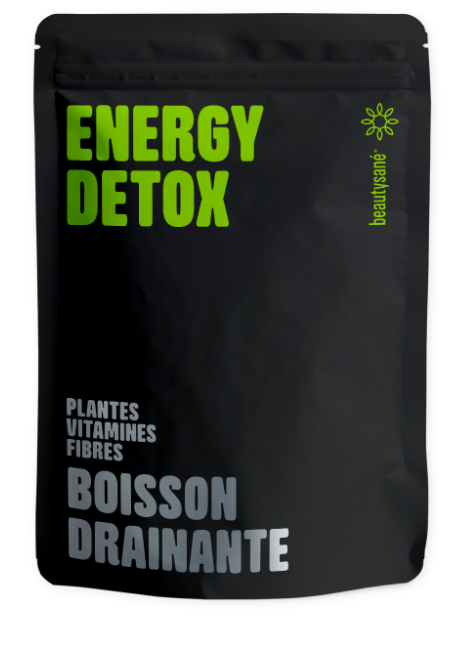 ENERGY
DETOX
beautysané®
PLANTES
VITAMINES
FIBRES
BOISSON
DRAINANTE